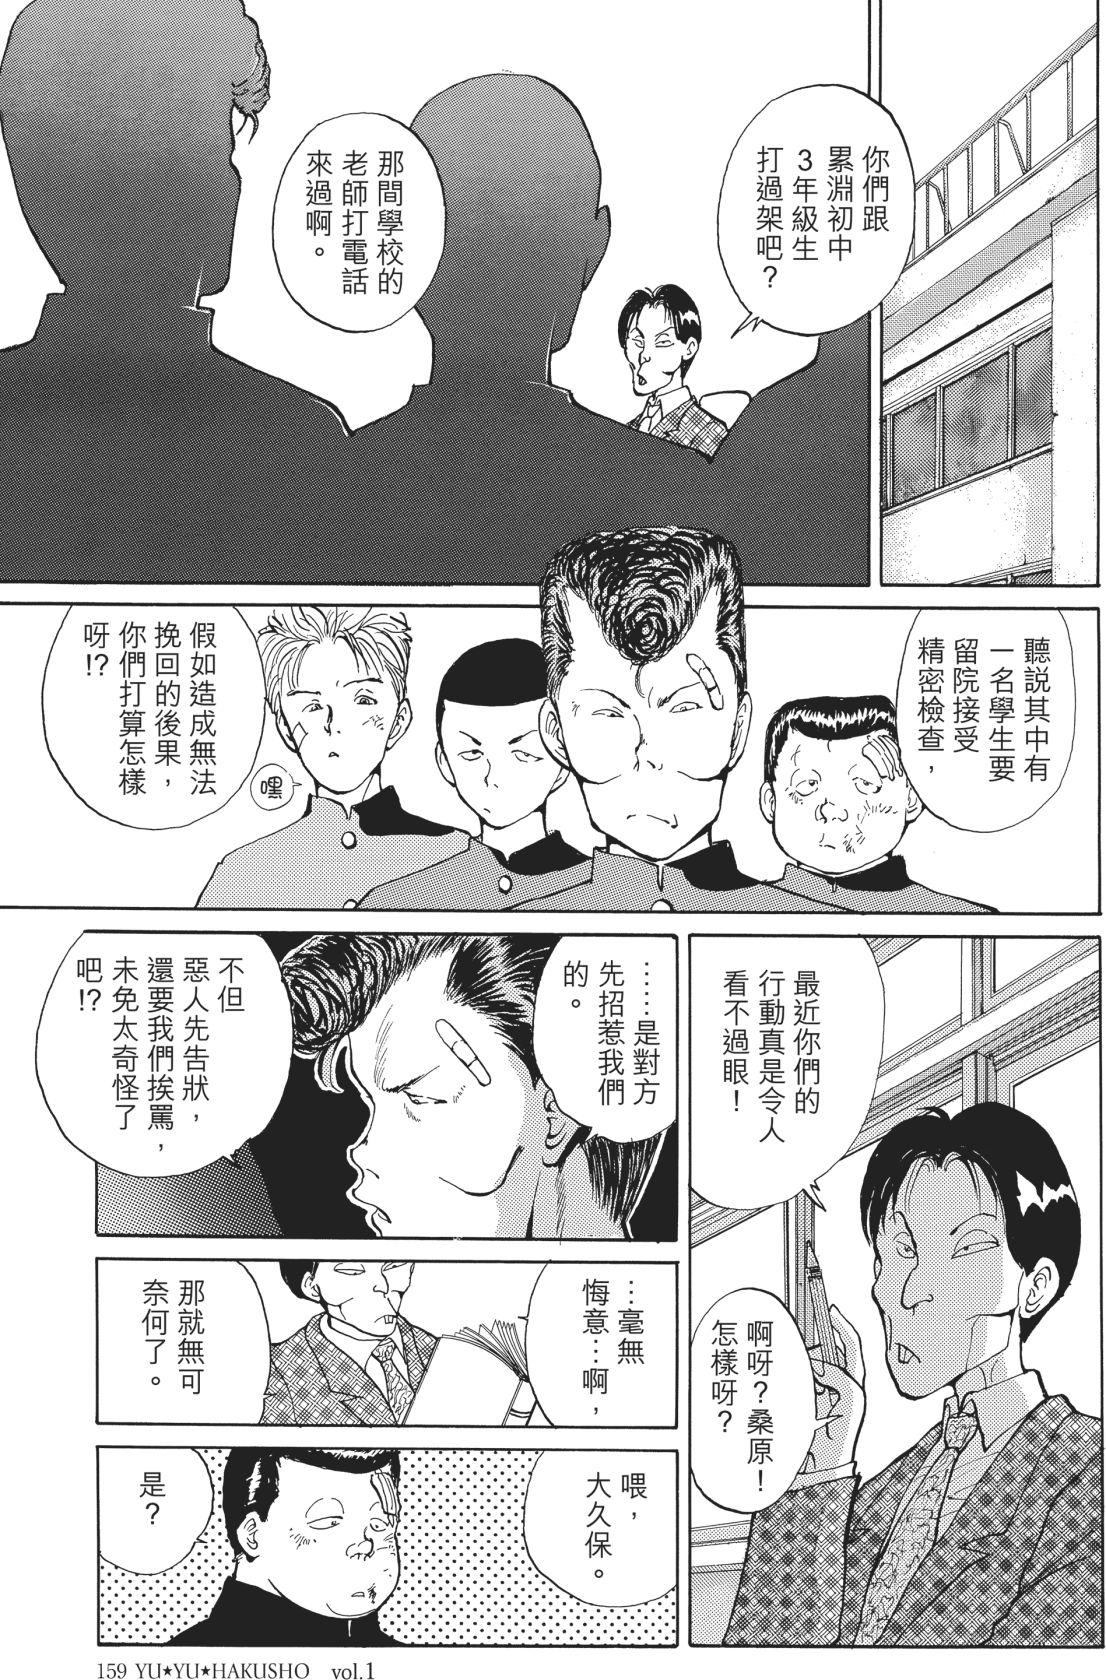 你們跟
累淵初中
3年級生
打過架吧?
那間學校的
老師打電話
來過啊。
聽說其中有
一名學生要
留院接受
精密檢查,
假如造成無法
挽回的後果,
你們打算怎樣
呀!?
嘿
最近你們的
行動真是令人
看不過眼!
啊呀?桑原!
怎樣呀?
……是對方
先招惹我們
的。
不但
惡人先告狀,
還要我們挨罵,
未免太奇怪了
吧!?
…毫無
悔意…啊,
那就無可
奈何了。
喂,
大久保。
是?
159 YU★YU★HAKUSHO vol.1